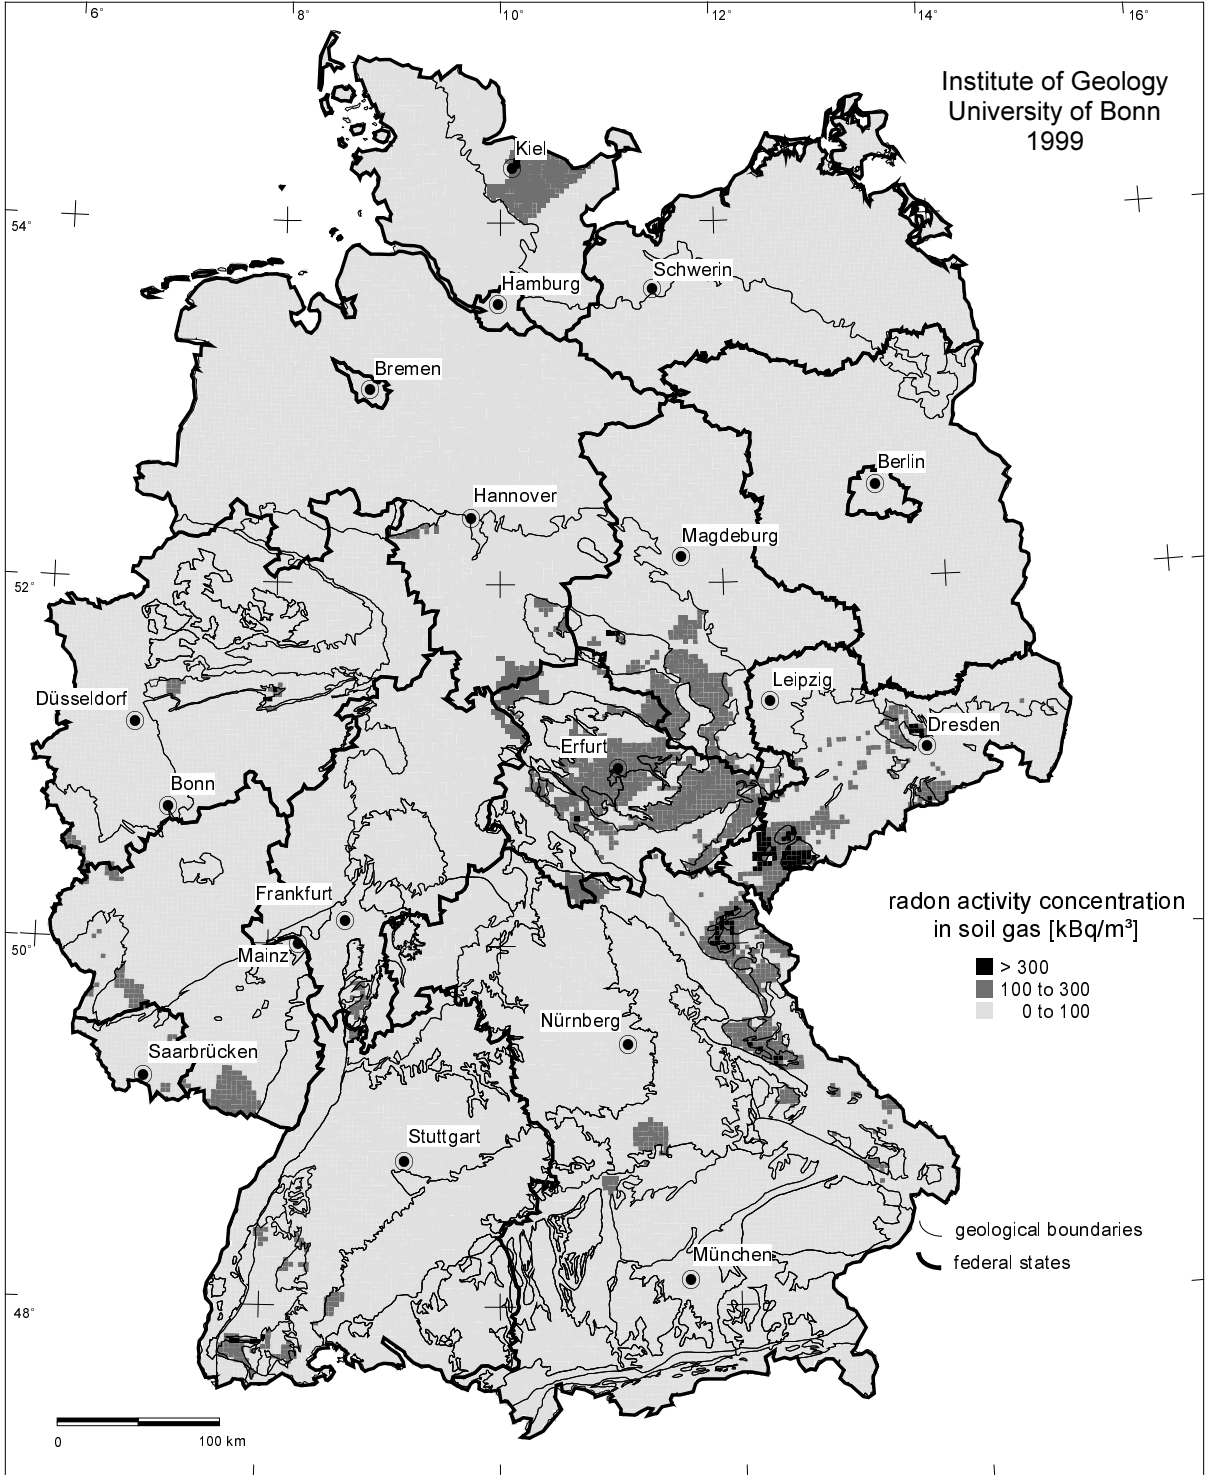 6°
8°
10°
12°
14°
16°
Institute of Geology
University of Bonn
1999
Kiel
54°
Schwerin
Hamburg
Bremen
Berlin
Hannover
Magdeburg
52°
Leipzig
Düsseldorf
Dresden
Erfurt
Bonn
Frankfurt
radon activity concentration
in soil gas [kBq/m³]
50°
Mainz
> 300
100 to 300
0 to 100
Nürnberg
Saarbrücken
Stuttgart
geological boundaries
München
federal states
48°
0 100 km